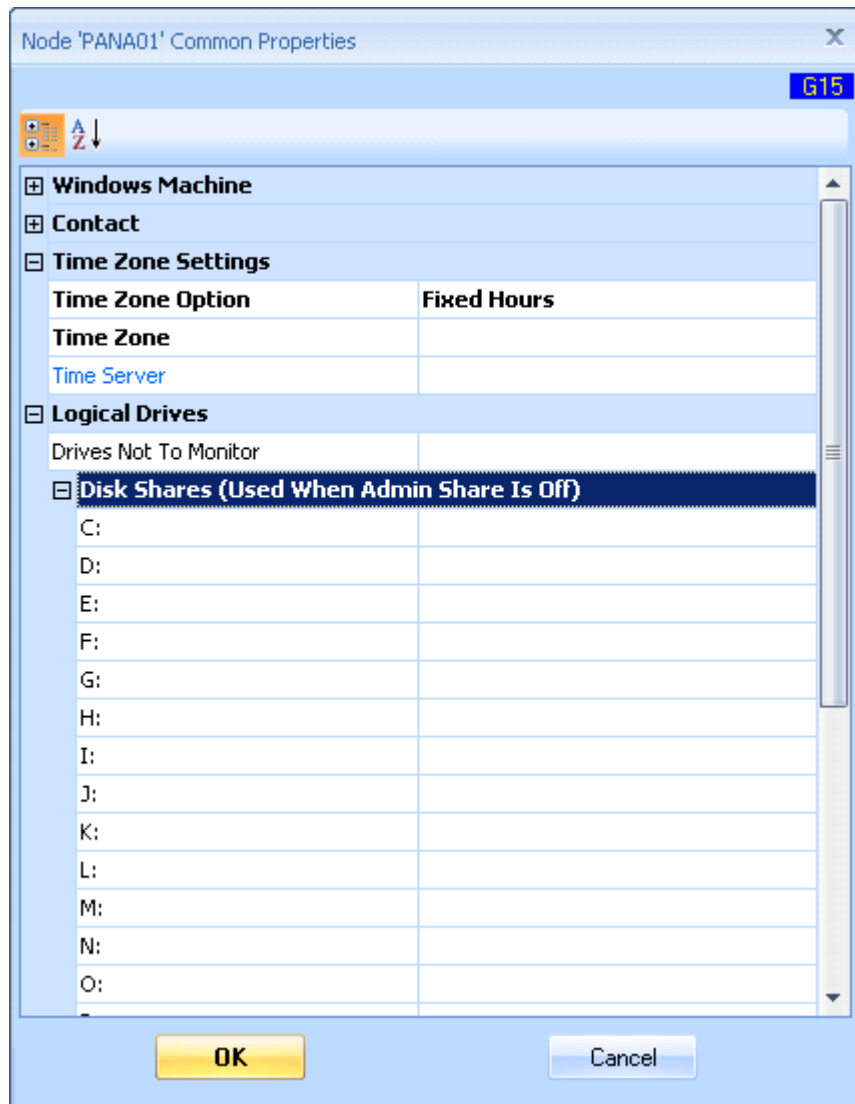 Node 'PANA01' Common Properties
G15
Windows Machine
Contact
Time Zone Settings
Time Zone Option Fixed Hours
Time Zone
Time Server
Logical Drives
Drives Not To Monitor
Disk Shares (Used When Admin Share Is Off)
C:
D:
E:
F:
G:
H:
I:
J:
K:
L:
M:
N:
O:
OK Cancel